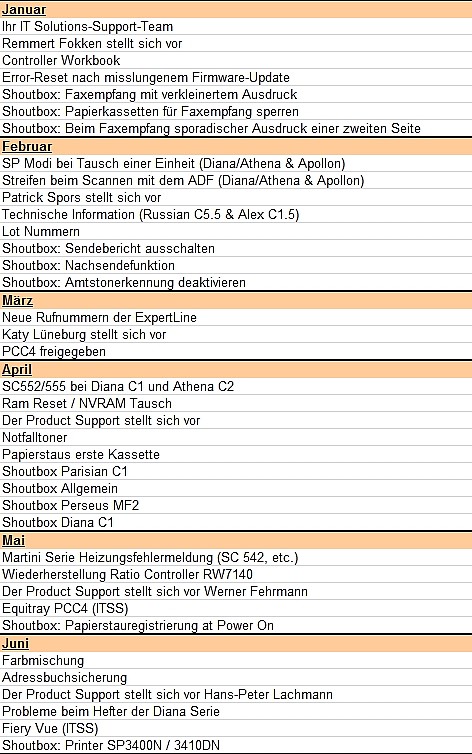 Januar
Ihr IT Solutions-Support-Team
Remmert Fokken stellt sich vor
Controller Workbook
Error-Reset nach misslungenem Firmware-Update
Shoutbox: Faxempfang mit verkleinertem Ausdruck
Shoutbox: Papierkassetten für Faxempfang sperren
Shoutbox: Beim Faxempfang sporadischer Ausdruck einer zweiten Seite
Februar
SP Modi bei Tausch einer Einheit (Diana/Athena & Apollon)
Streifen beim Scannen mit dem ADF (Diana/Athena & Apollon)
Patrick Spors stellt sich vor
Technische Information (Russian C5.5 & Alex C1.5)
Lot Nummern
Shoutbox: Sendebericht ausschalten
Shoutbox: Nachsendefunktion
Shoutbox: Amtstonerkennung deaktivieren
März
Neue Rufnummern der ExpertLine
Katy Lüneburg stellt sich vor
PCC4 freigegeben
April
SC552/555 bei Diana C1 und Athena C2
Ram Reset / NVRAM Tausch
Der Product Support stellt sich vor
Notfalltoner
Papierstaus erste Kassette
Shoutbox Parisian C1
Shoutbox Allgemein
Shoutbox Perseus MF2
Shoutbox Diana C1
Mai
Martini Serie Heizungsfehlermeldung (SC 542, etc.)
Wiederherstellung Ratio Controller RW7140
Der Product Support stellt sich vor Werner Fehrmann
Equitray PCC4 (ITSS)
Shoutbox: Papierstauregistrierung at Power On
Juni
Farbmischung
Adressbuchsicherung
Der Product Support stellt sich vor Hans-Peter Lachmann
Probleme beim Hefter der Diana Serie
Fiery Vue (ITSS)
Shoutbox: Printer SP3400N / 3410DN